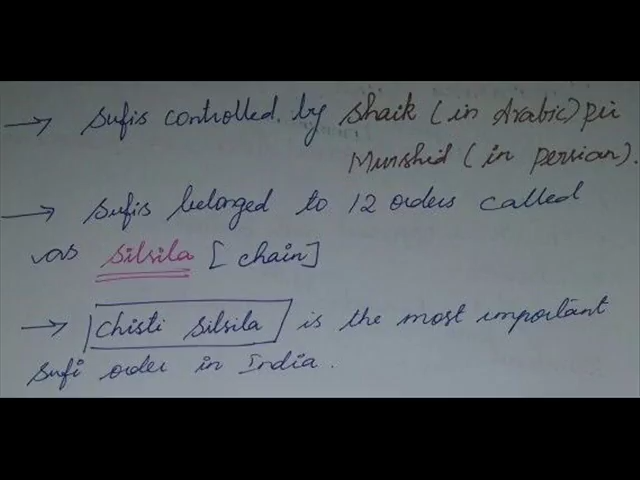 → Sufis controlled by Shaik (in Arabic) pir
Murshid (in persian).
→ Sufis belonged to 12 orders called
as silsila [chain]
→ chisti silsila is the most important
Sufi order in India.